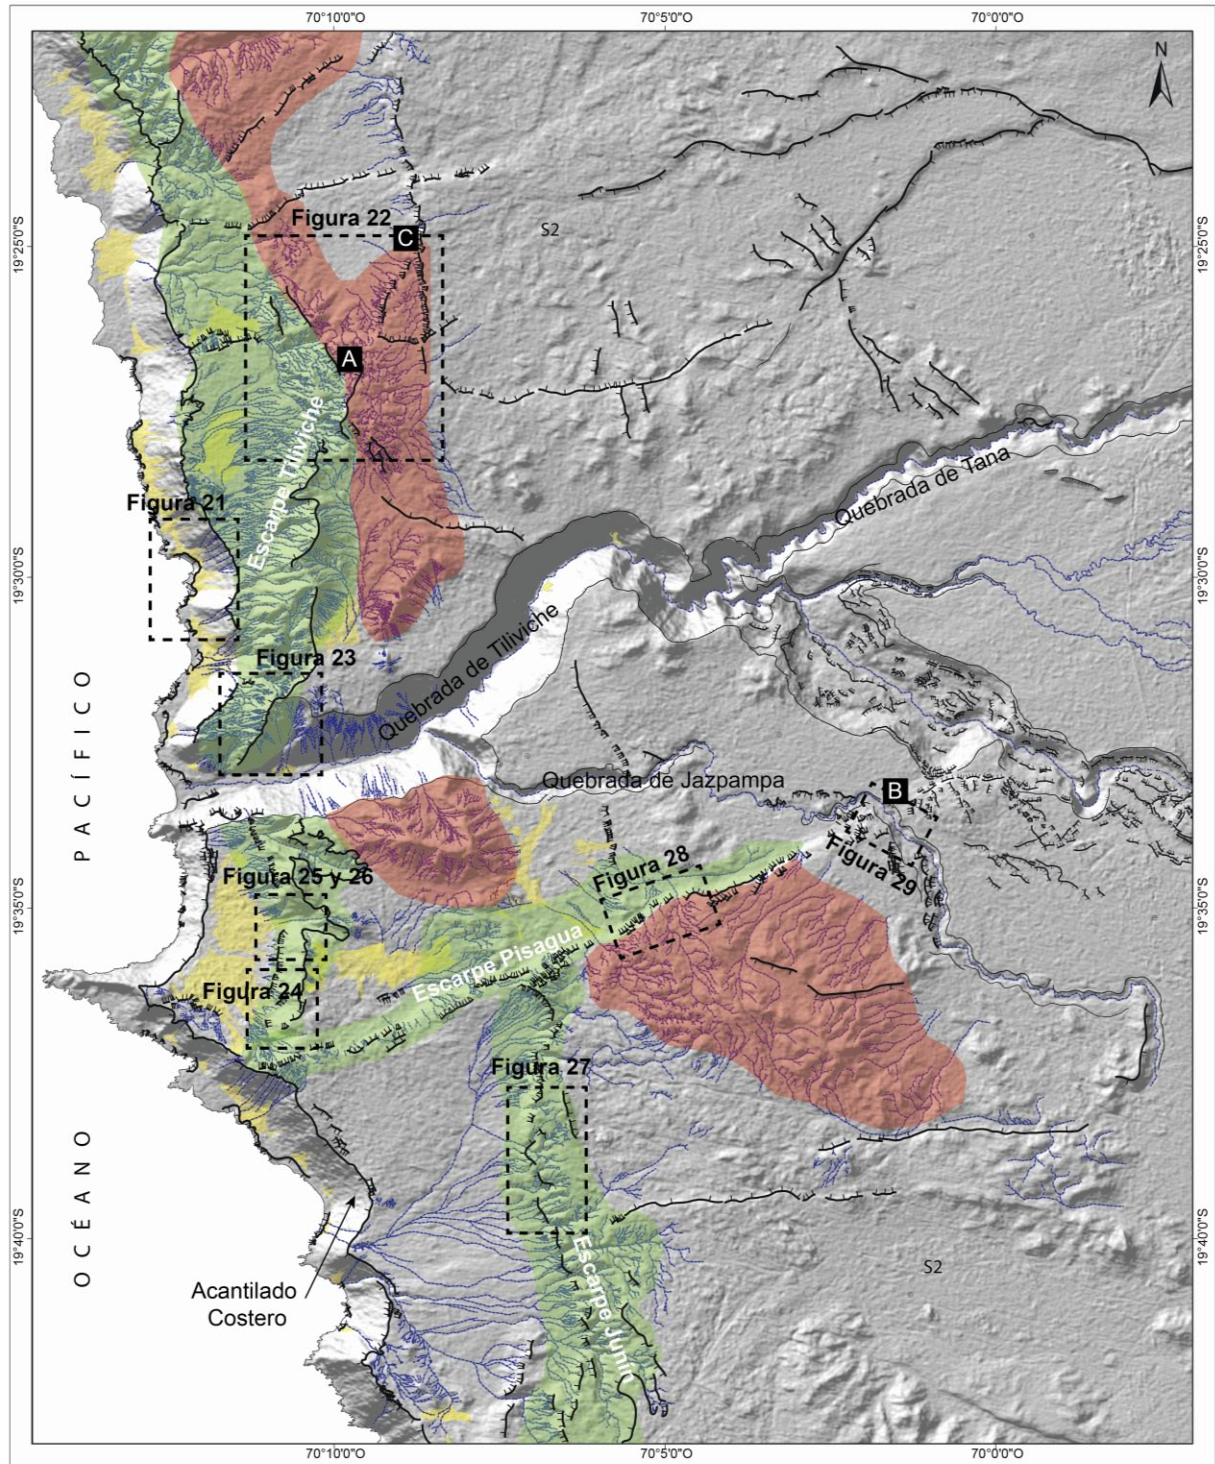 70°10'0"O
70°5'0"O
70°0'0"O
N
Figura 22
C
S2
19°25'0"S
19°25'0"S
A
Escarpe Tiliviche
Quebrada de Tana
Figura 21
19°30'0"S
19°30'0"S
Quebrada de Tiliviche
Figura 23
Quebrada de Jazpampa
B
PACÍFICO
Figura 28
Figura 29
Figura 25 y 26
19°35'0"S
19°35'0"S
Escarpe Pisagua
Figura 24
Figura 27
OCÉANO
19°40'0"S
19°40'0"S
Escarpe Junin
S2
Acantilado
Costero
70°10'0"O
70°5'0"O
70°0'0"O